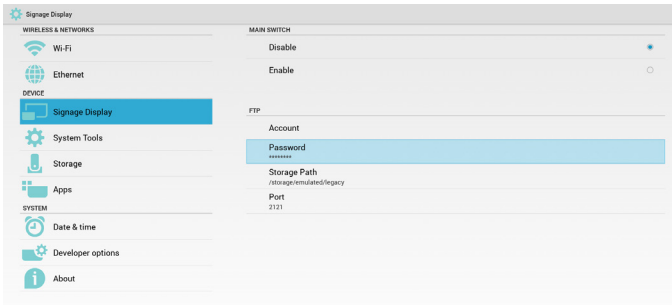 Signage Display
WIRELESS & NETWORKS
Wi-Fi
Ethernet
DEVICE
Signage Display
System Tools
Storage
Apps
SYSTEM
Date & time
Developer options
About
MAIN SWITCH
Disable
Enable
FTP
Account
Password
********
Storage Path
/storage/emulated/legacy
Port
2121